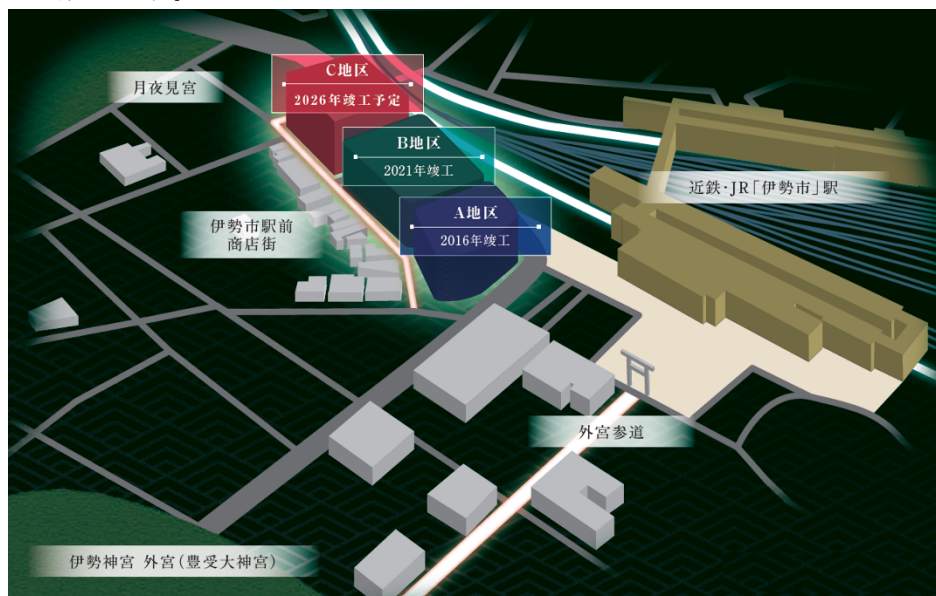 C地区
2026年竣工予定
月夜見宮
B地区
2021年竣工
近鉄・JR「伊勢市」駅
A地区
2016年竣工
伊勢市駅前
商店街
外宮参道
伊勢神宮 外宮(豊受大神宮)